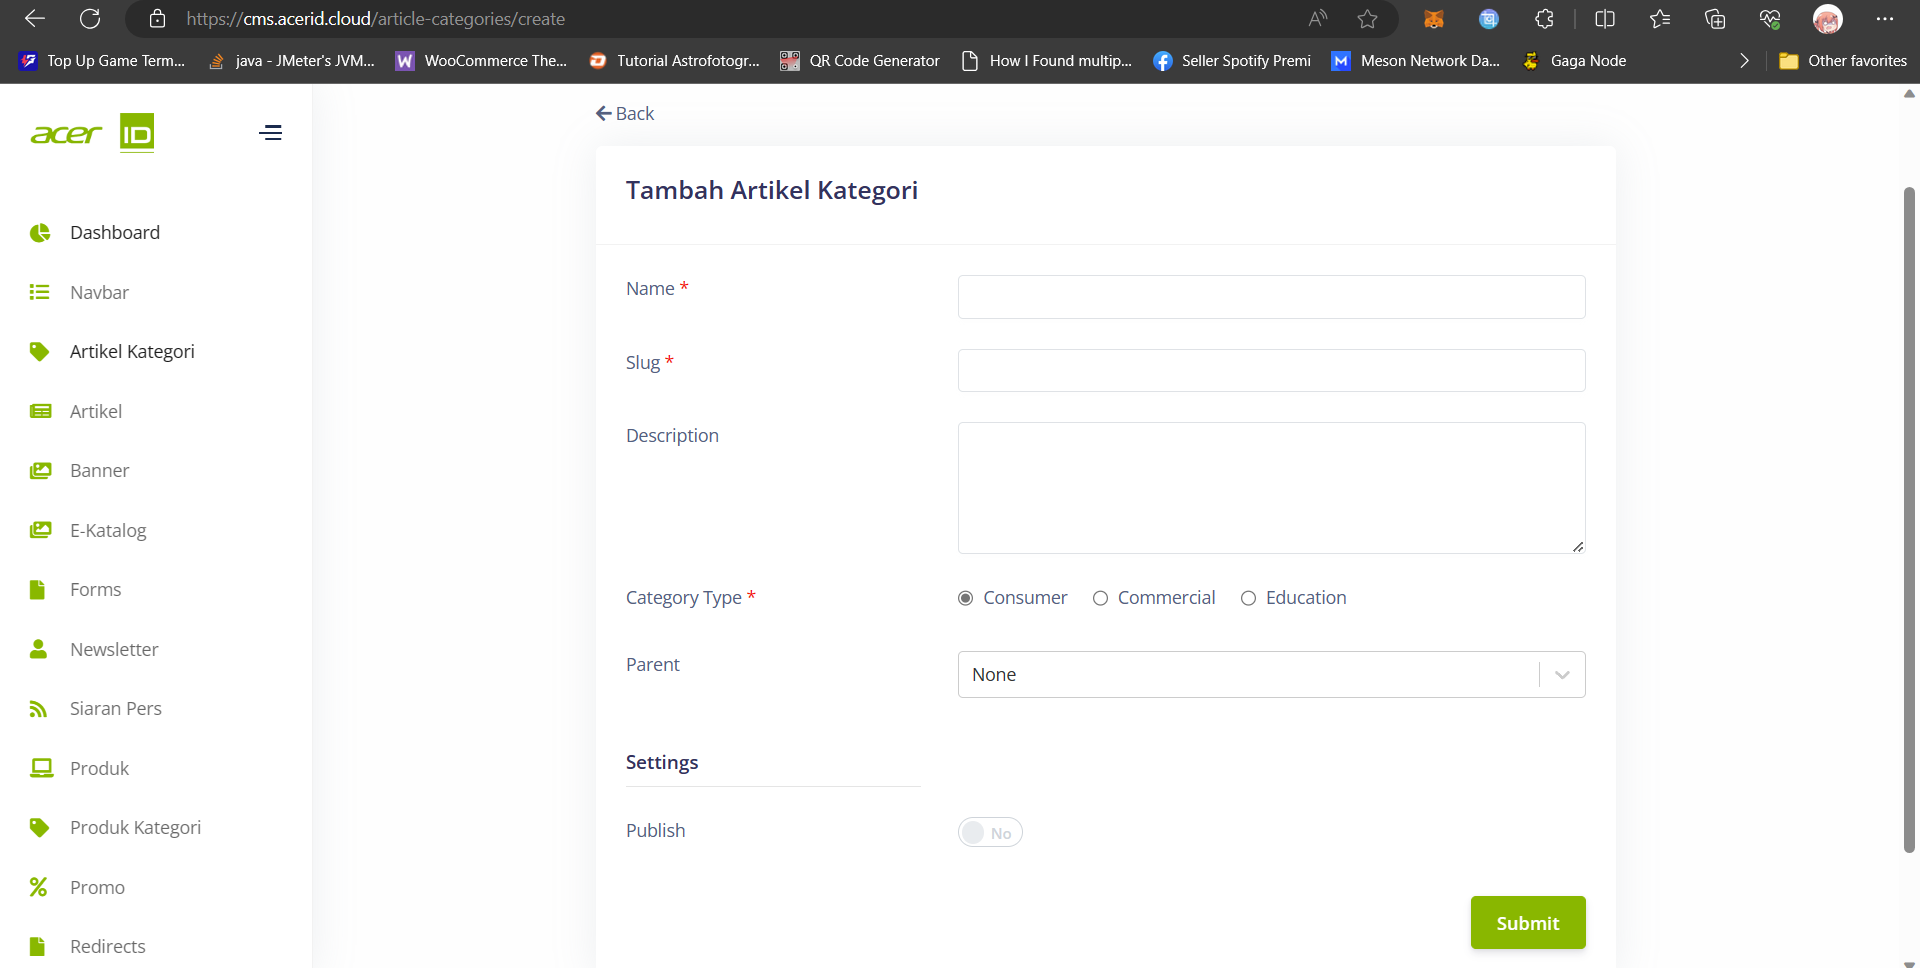 https://cms.acerid.cloud/article-categories/create
Top Up Game Term...
java - JMeter's JVM...
WooCommerce The...
Tutorial Astrofotogr...
QR Code Generator
How I Found multip...
Seller Spotify Premi
Meson Network Da...
Gaga Node
Other favorites
acer ID
Dashboard
Navbar
Artikel Kategori
Artikel
Banner
E-Katalog
Forms
Newsletter
Siaran Pers
Produk
Produk Kategori
Promo
Redirects
Back
Tambah Artikel Kategori
Name *
Slug *
Description
Category Type *
Consumer
Commercial
Education
Parent
None
Settings
Publish
No
Submit